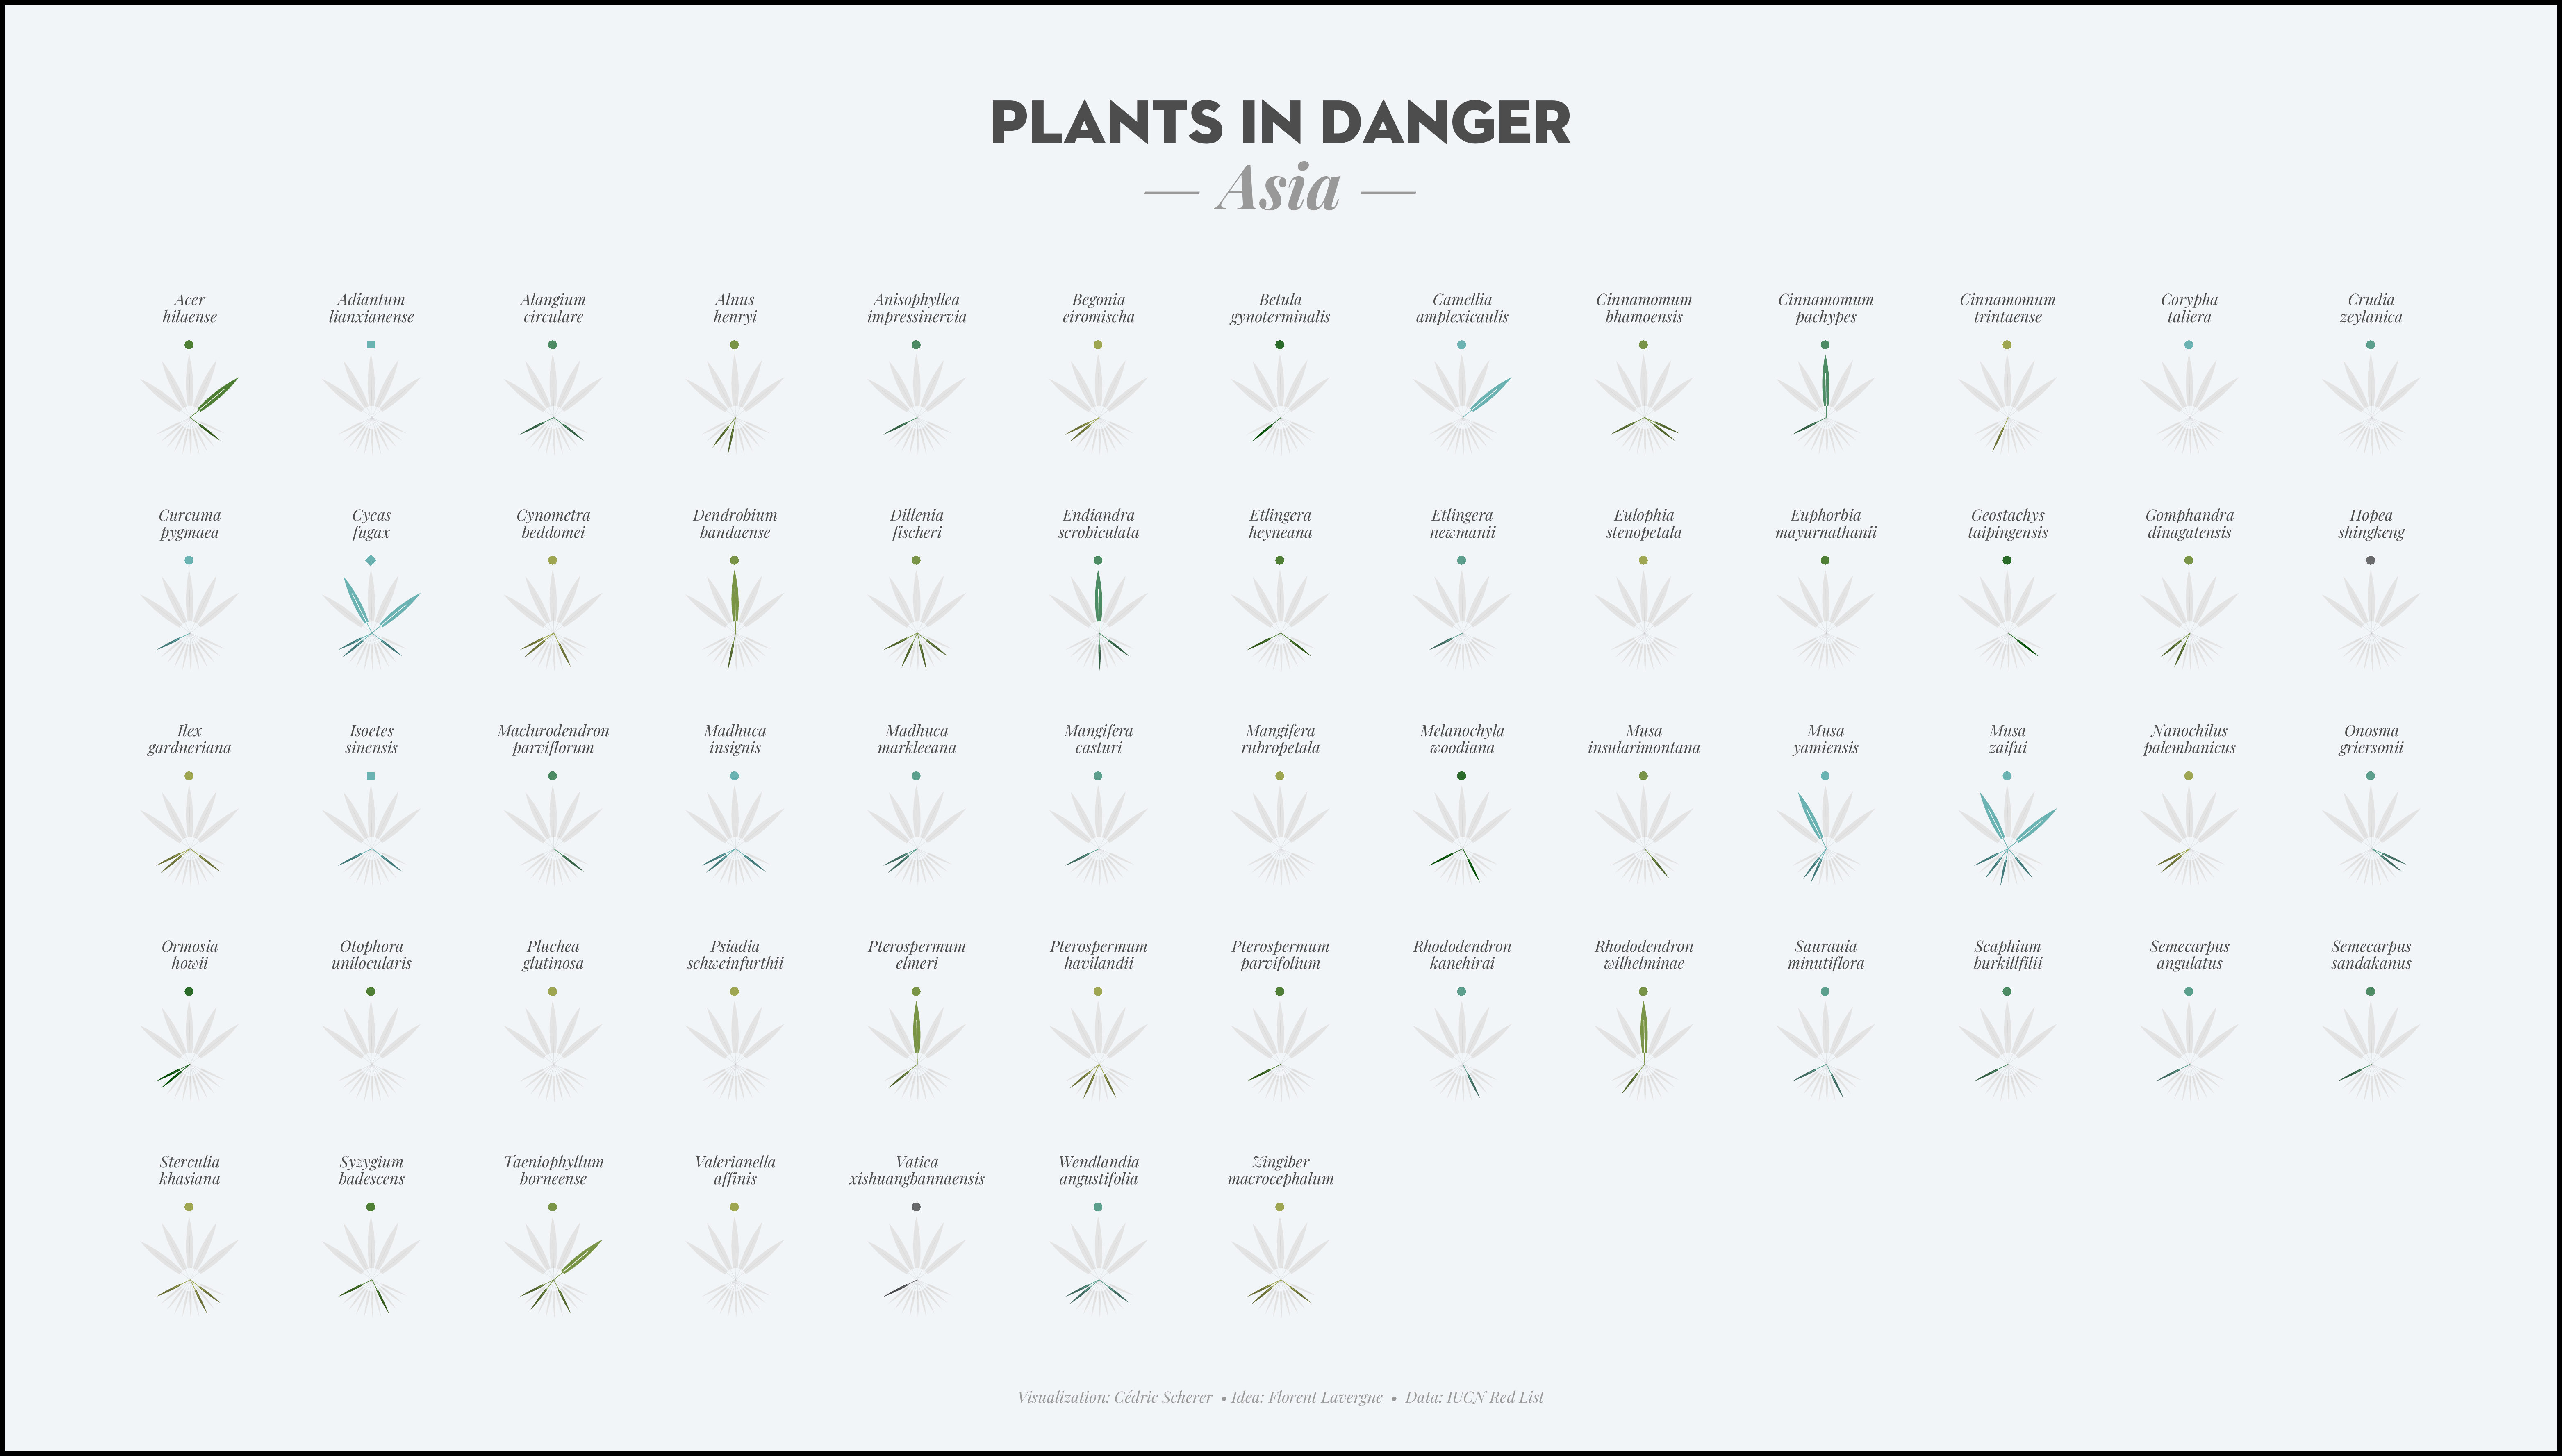 PLANTS IN DANGER
— Asia —
Acer
hilaense
Adiantum
lianxianense
Alangium
circulare
Alnus
henryi
Anisophyllea
impressinervia
Begonia
eiromischa
Betula
gynoterminalis
Camellia
amplexicaulis
Cinnamomum
bhamoensis
Cinnamomum
pachypes
Cinnamomum
trintaense
Corypha
taliera
Crudia
zeylanica
Curcuma
pygmaea
Cycas
fugax
Cynometra
beddomei
Dendrobium
bandaense
Dillenia
fischeri
Endiandra
scrobiculata
Etlingera
heyneana
Etlingera
newmanii
Eulophia
stenopetala
Euphorbia
mayurnathanii
Geostachys
taipingensis
Gomphandra
dinagatensis
Hopea
shingkeng
Ilex
gardneriana
Isoetes
sinensis
Maclurodendron
parviflorum
Madhuca
insignis
Madhuca
markleeana
Mangifera
casturi
Mangifera
rubropetala
Melanochyla
woodiana
Musa
insularimontana
Musa
yamiensis
Musa
zaifui
Nanochilus
palembanicus
Onosma
griersonii
Ormosia
howii
Otophora
unilocularis
Pluchea
glutinosa
Psiadia
schweinfurthii
Pterospermum
elmeri
Pterospermum
havilandii
Pterospermum
parvifolium
Rhododendron
kanehirai
Rhododendron
wilhelminae
Saurauia
minutiflora
Scaphium
burkillfilii
Semecarpus
angulatus
Semecarpus
sandakanus
Sterculia
khasiana
Syzygium
badescens
Taeniophyllum
borneense
Valerianella
affinis
Vatica
xishuangbannaensis
Wendlandia
angustifolia
Zingiber
macrocephalum
Visualization: Cédric Scherer • Idea: Florent Lavergne • Data: IUCN Red List